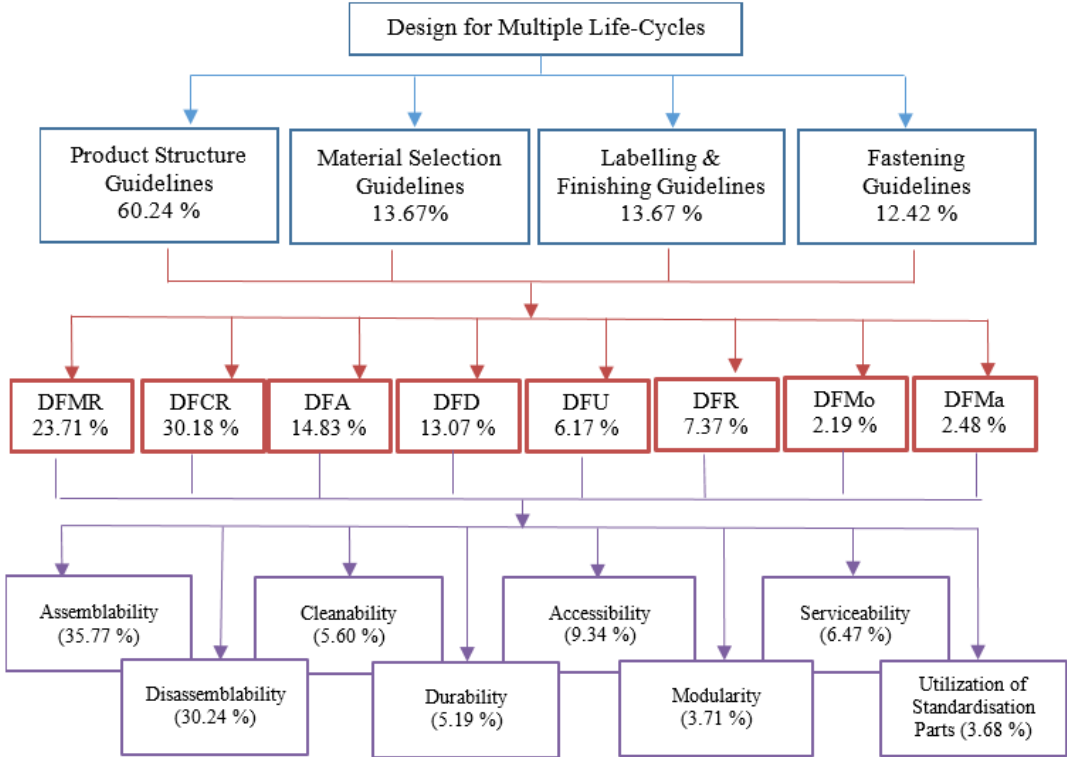 Design for Multiple Life-Cycles
Product Structure
Guidelines
60.24 %
Material Selection
Guidelines
13.67%
Labelling &
Finishing Guidelines
13.67 %
Fastening
Guidelines
12.42 %
DFMR
23.71 %
DFCR
30.18 %
DFA
14.83 %
DFD
13.07 %
DFU
6.17 %
DFR
7.37 %
DFMo
2.19 %
DFMa
2.48 %
Assemblability
(35.77 %)
Cleanability
(5.60 %)
Accessibility
(9.34 %)
Serviceability
(6.47 %)
Disassemblability
(30.24 %)
Durability
(5.19 %)
Modularity
(3.71 %)
Utilization of
Standardisation
Parts (3.68 %)